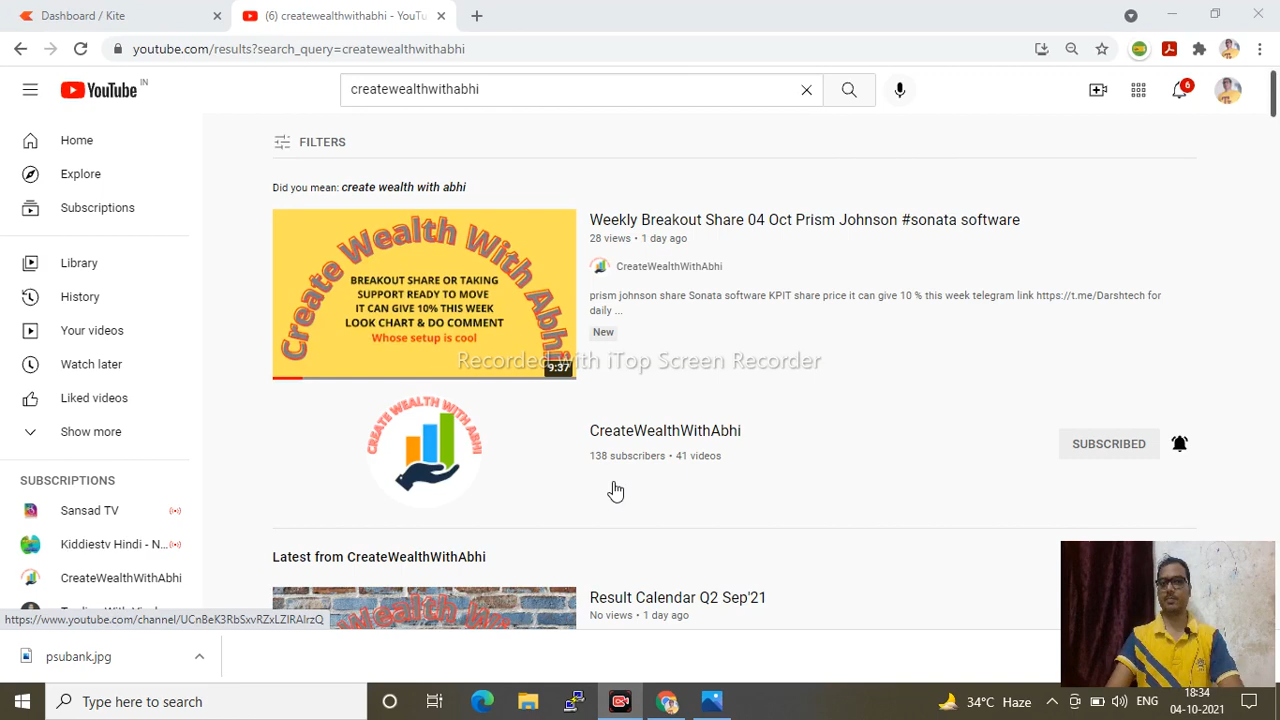 Dashboard / Kite
(6) createwealthwithabhi - YouTu
youtube.com/results?search_query=createwealthwithabhi
YouTube IN
createwealthwithabhi
6
Home
Explore
Subscriptions
Library
History
Your videos
Watch later
Liked videos
Show more
SUBSCRIPTIONS
Sansad TV
Kiddiestv Hindi - N...
CreateWealthWithAbhi
FILTERS
Did you mean: create wealth with abhi
Create Wealth With Abhi
BREAKOUT SHARE OR TAKING
SUPPORT READY TO MOVE
IT CAN GIVE 10% THIS WEEK
LOOK CHART & DO COMMENT
Whose setup is cool
9:37
Weekly Breakout Share 04 Oct Prism Johnson #sonata software
28 views • 1 day ago
CreateWealthWithAbhi
prism johnson share Sonata software KPIT share price it can give 10 % this week telegram link https://t.me/Darshtech for
daily ...
New
Recorded with iTop Screen Recorder
CREATE WEALTH WITH ABHI
CreateWealthWithAbhi
138 subscribers • 41 videos
SUBSCRIBED
Latest from CreateWealthWithAbhi
Result Calendar Q2 Sep'21
No views • 1 day ago
https://www.youtube.com/channel/UCnBeK3RbSxvRZxLZIRAlrzQ
psubank.jpg
Type here to search
34°C Haze
ENG
18:34
04-10-2021